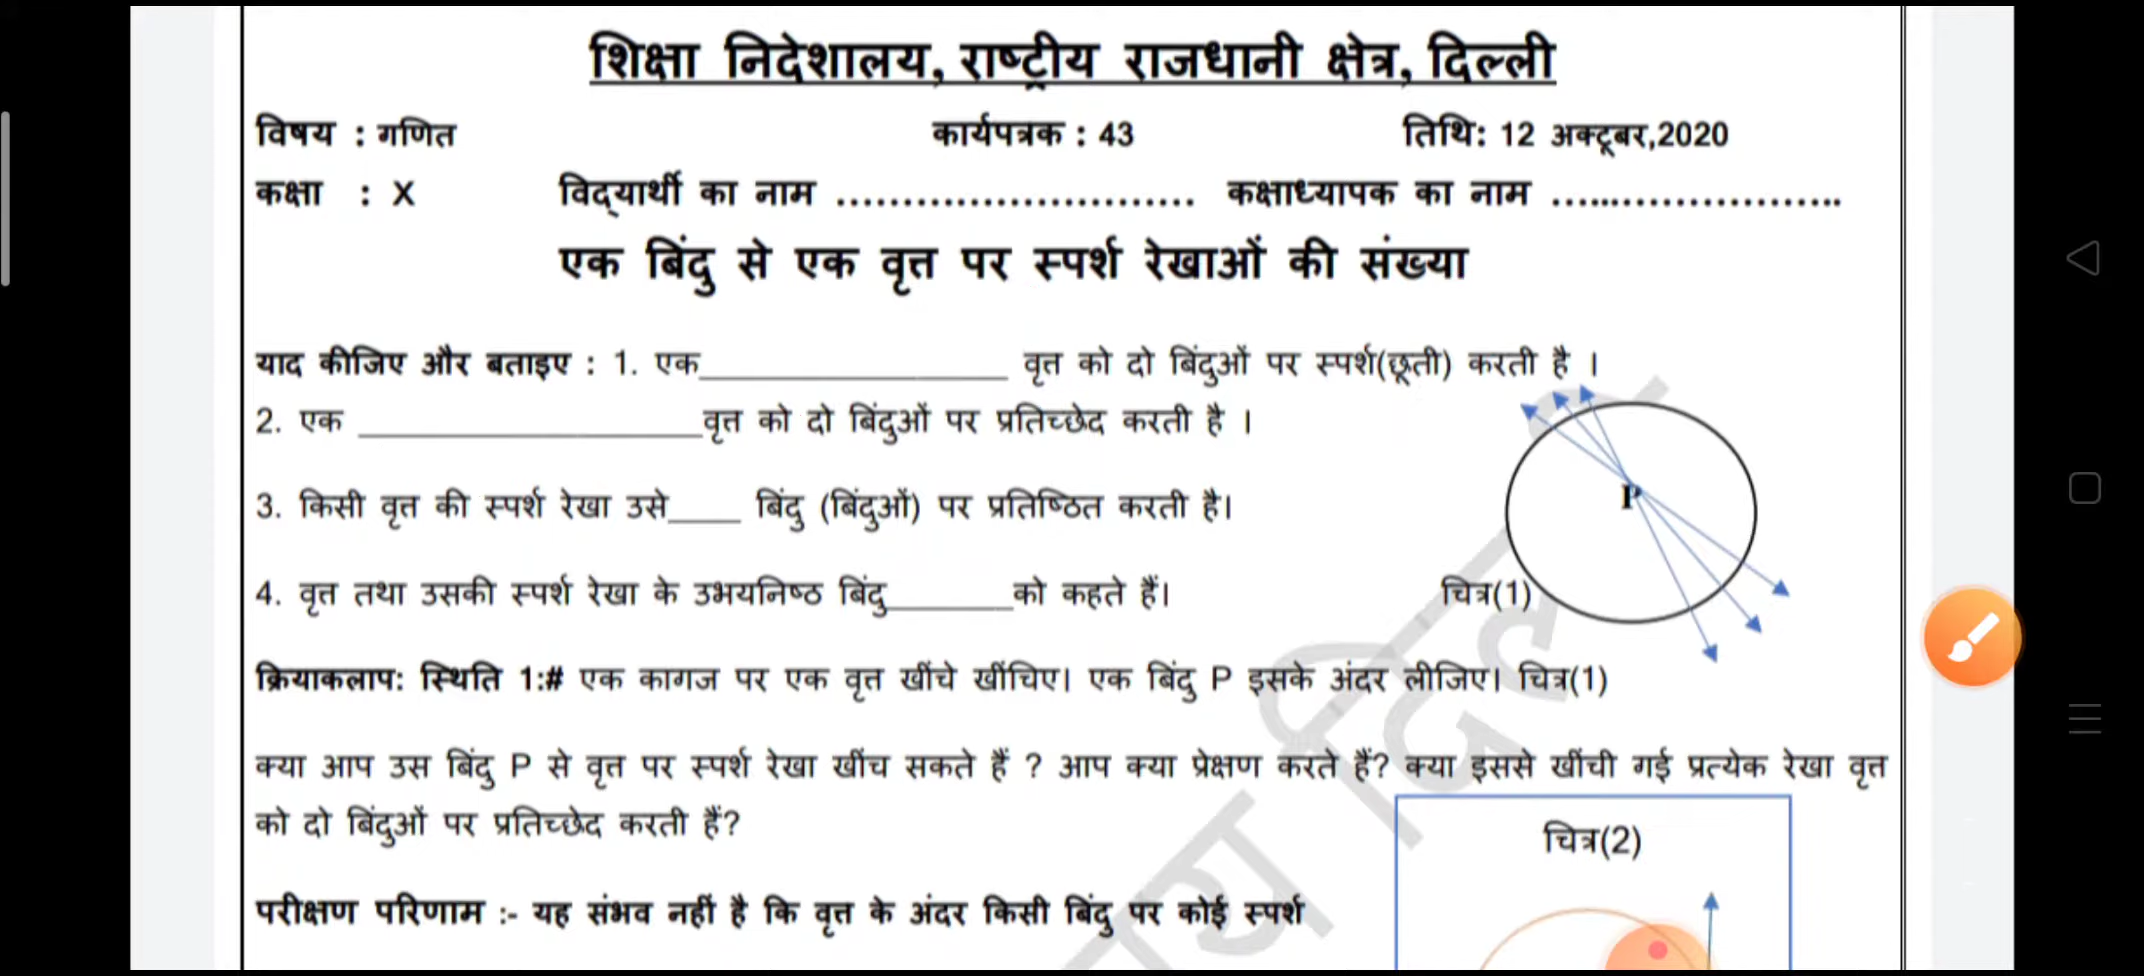 शिक्षा निदेशालय, राष्ट्रीय राजधानी क्षेत्र, दिल्ली
विषय : गणित कार्यपत्रक : 43 तिथि: 12 अक्टूबर,2020
कक्षा : X विद्यार्थी का नाम ........................... कक्षाध्यापक का नाम ......................
एक बिंदु से एक वृत्त पर स्पर्श रेखाओं की संख्या
याद कीजिए और बताइए : 1. एक________________ वृत्त को दो बिंदुओं पर स्पर्श(छूती) करती है ।
2. एक __________________वृत्त को दो बिंदुओं पर प्रतिच्छेद करती है ।
3. किसी वृत्त की स्पर्श रेखा उसे____ बिंदु (बिंदुओं) पर प्रतिष्ठित करती है।
P
4. वृत्त तथा उसकी स्पर्श रेखा के उभयनिष्ठ बिंदु_______को कहते हैं। चित्र(1)
क्रियाकलाप: स्थिति 1:# एक कागज पर एक वृत्त खींचे खींचिए। एक बिंदु P इसके अंदर लीजिए। चित्र(1)
क्या आप उस बिंदु P से वृत्त पर स्पर्श रेखा खींच सकते हैं ? आप क्या प्रेक्षण करते हैं? क्या इससे खींची गई प्रत्येक रेखा वृत्त
को दो बिंदुओं पर प्रतिच्छेद करती हैं?
चित्र(2)
परीक्षण परिणाम :- यह संभव नहीं है कि वृत्त के अंदर किसी बिंदु पर कोई स्पर्श